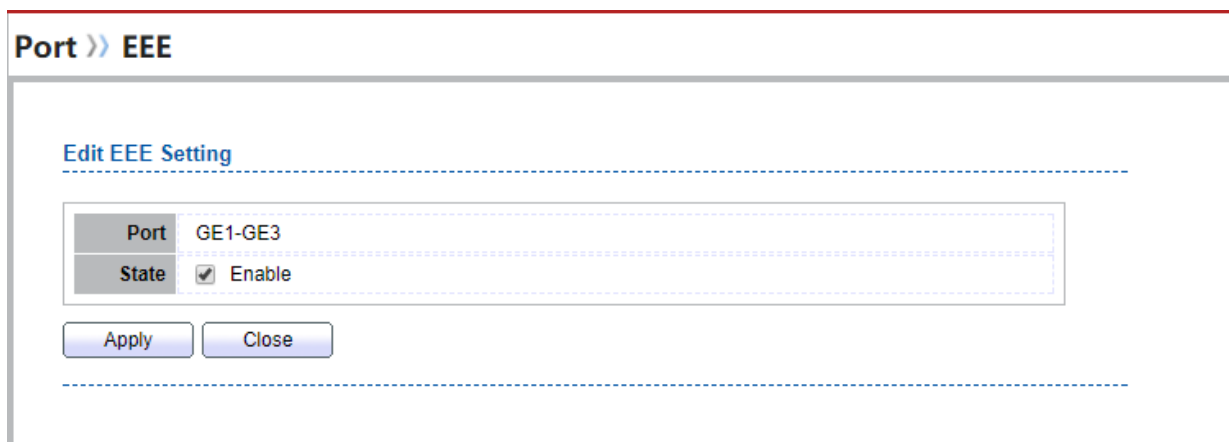 Port » EEE
Edit EEE Setting
Port GE1-GE3
State Enable
Apply Close